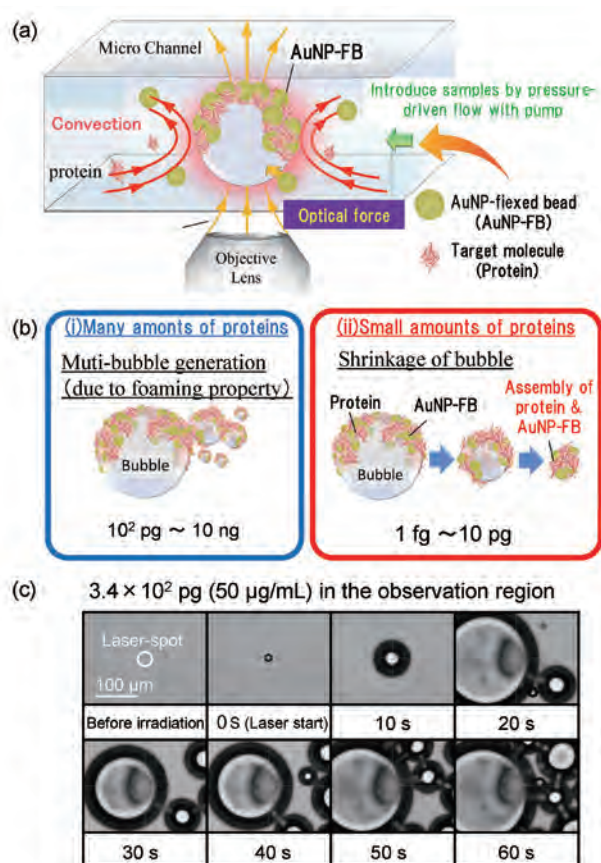 (a)
Micro Channel
AuNP-FB
Introduce samples by pressure-
driven flow with pump
Convection
protein
Optical force
Objective
Lens
AuNP-fiexed bead
(AuNP-FB)
Target molecule
(Protein)
(b)
(i)Many amonts of proteins
Muti-bubble generation
(due to foaming property)
Bubble
10² pg ～ 10 ng
(ii)Small amounts of proteins
Shrinkage of bubble
Protein
AuNP-FB
Assembly of
protein &
AuNP-FB
Bubble
1 fg ～10 pg
(c)
3.4 × 10² pg (50 μg/mL) in the observation region
Laser-spot
100 μm
Before irradiation
0 S (Laser start)
10 s
20 s
30 s
40 s
50 s
60 s